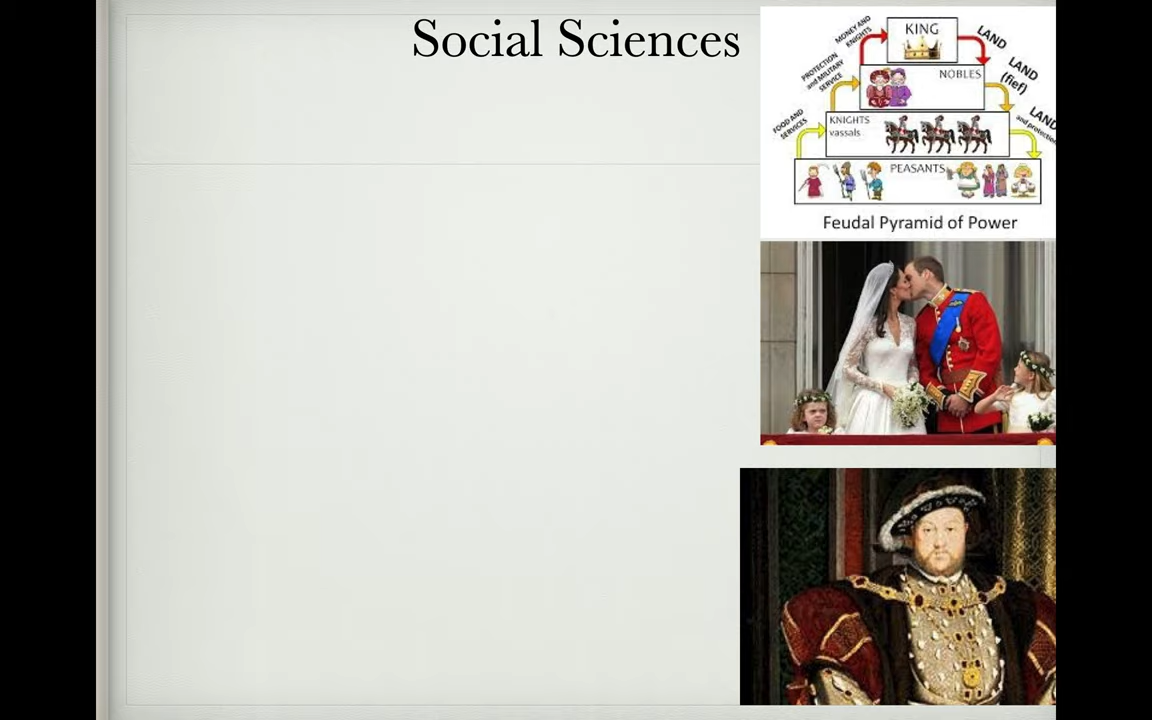 Social Sciences
MONEY AND
KNIGHTS
KING
LAND
PROTECTION
and MILITARY
SERVICE
NOBLES
LAND
(fief)
FOOD AND
SERVICES
KNIGHTS
vassals
LAND
and protection
PEASANTS
Feudal Pyramid of Power